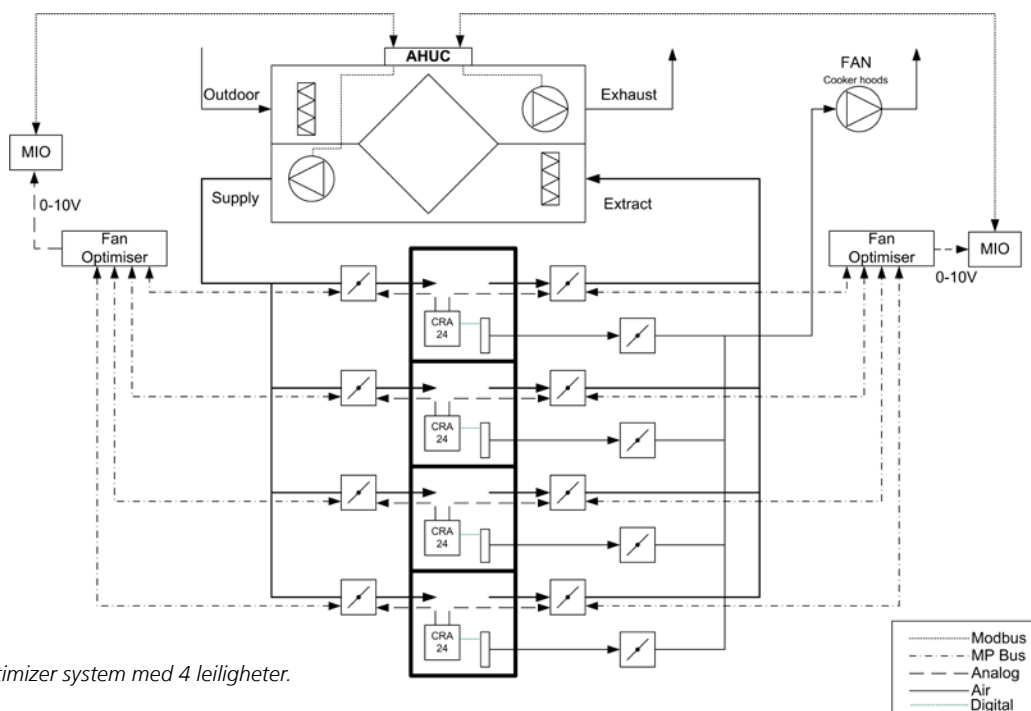 AHUC
FAN
Cooker hoods
Outdoor
Exhaust
MIO
Supply
Extract
0-10V
Fan
Optimiser
Fan
Optimiser
MIO
0-10V
CRA
24
CRA
24
CRA
24
CRA
24
system med 4 leiligheter.
Modbus
MP Bus
Analog
Air
Digital